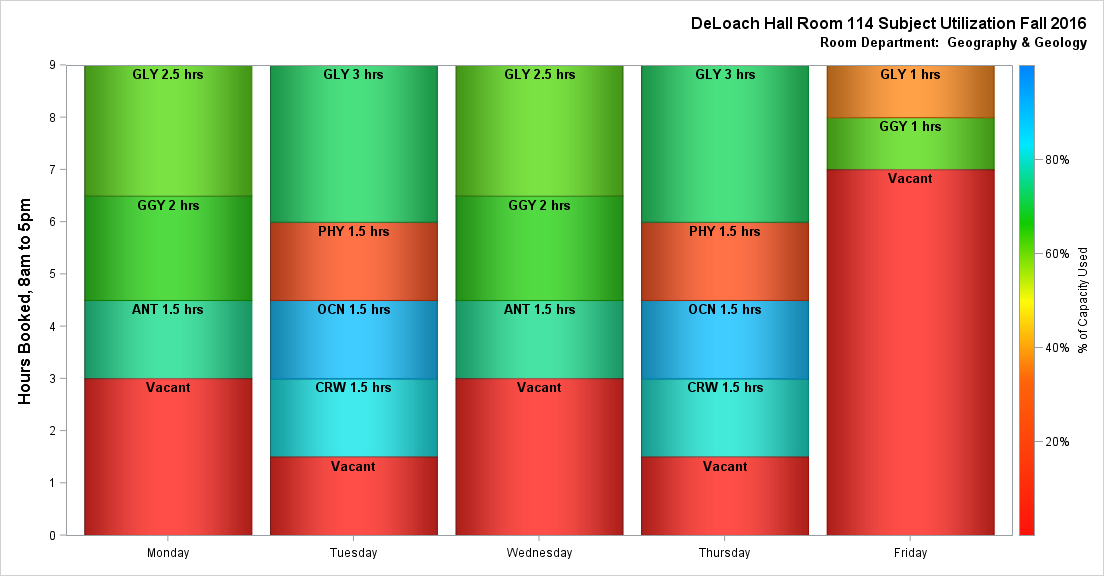 DeLoach Hall Room 114 Subject Utilization Fall 2016
Room Department:  Geography & Geology
Hours Booked, 8am to 5pm
9
8
7
6
5
4
3
2
1
0
GLY 2.5 hrs
GGY 2 hrs
ANT 1.5 hrs
Vacant
GLY 3 hrs
PHY 1.5 hrs
OCN 1.5 hrs
CRW 1.5 hrs
Vacant
GLY 2.5 hrs
GGY 2 hrs
ANT 1.5 hrs
Vacant
GLY 3 hrs
PHY 1.5 hrs
OCN 1.5 hrs
CRW 1.5 hrs
Vacant
GLY 1 hrs
GGY 1 hrs
Vacant
Monday
Tuesday
Wednesday
Thursday
Friday
80%
60%
40%
20%
% of Capacity Used